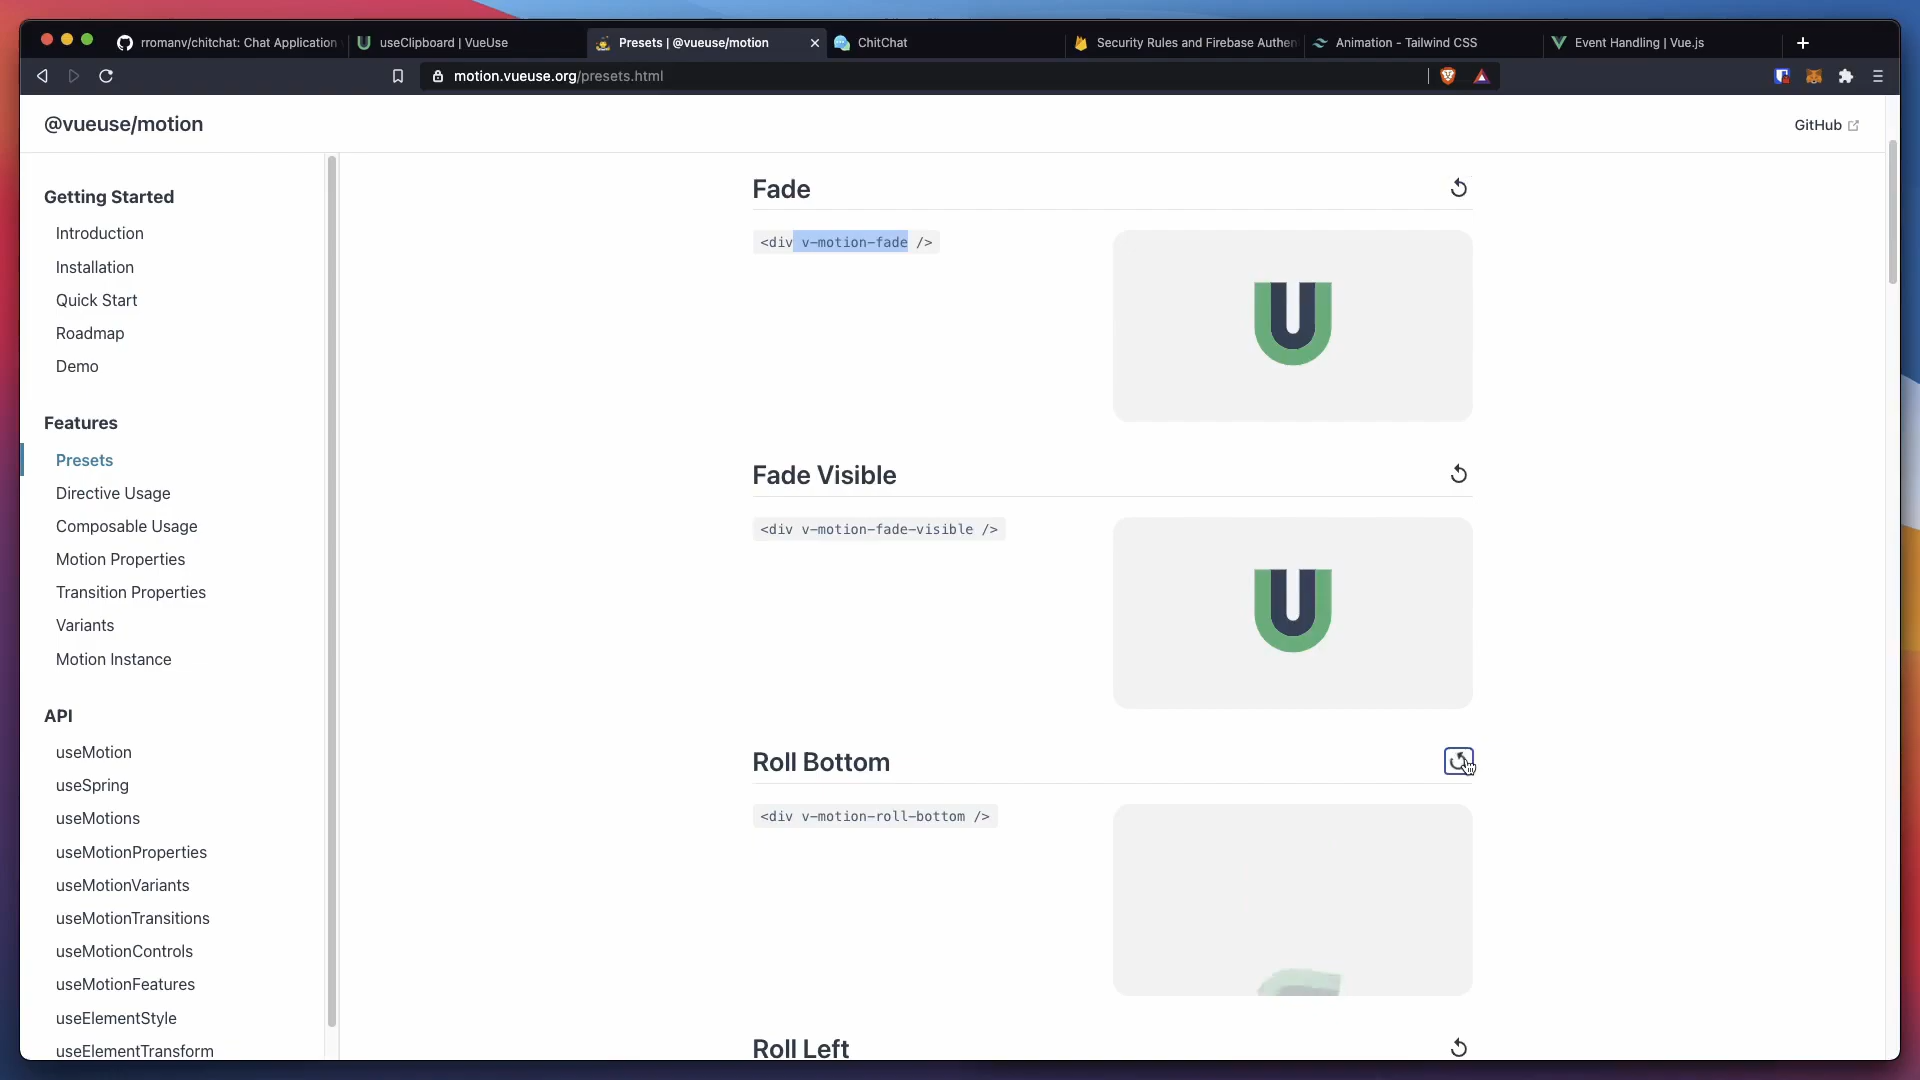 rromanv/chitchat: Chat Application
useClipboard | VueUse
Presets | @vueuse/motion
ChitChat
Security Rules and Firebase Authen
Animation - Tailwind CSS
Event Handling | Vue.js
motion.vueuse.org/presets.html
@vueuse/motion
GitHub
Getting Started
Introduction
Installation
Quick Start
Roadmap
Demo
Features
Presets
Directive Usage
Composable Usage
Motion Properties
Transition Properties
Variants
Motion Instance
API
useMotion
useSpring
useMotions
useMotionProperties
useMotionVariants
useMotionTransitions
useMotionControls
useMotionFeatures
useElementStyle
useElementTransform
Fade
<div v-motion-fade />
Fade Visible
<div v-motion-fade-visible />
Roll Bottom
<div v-motion-roll-bottom />
Roll Left